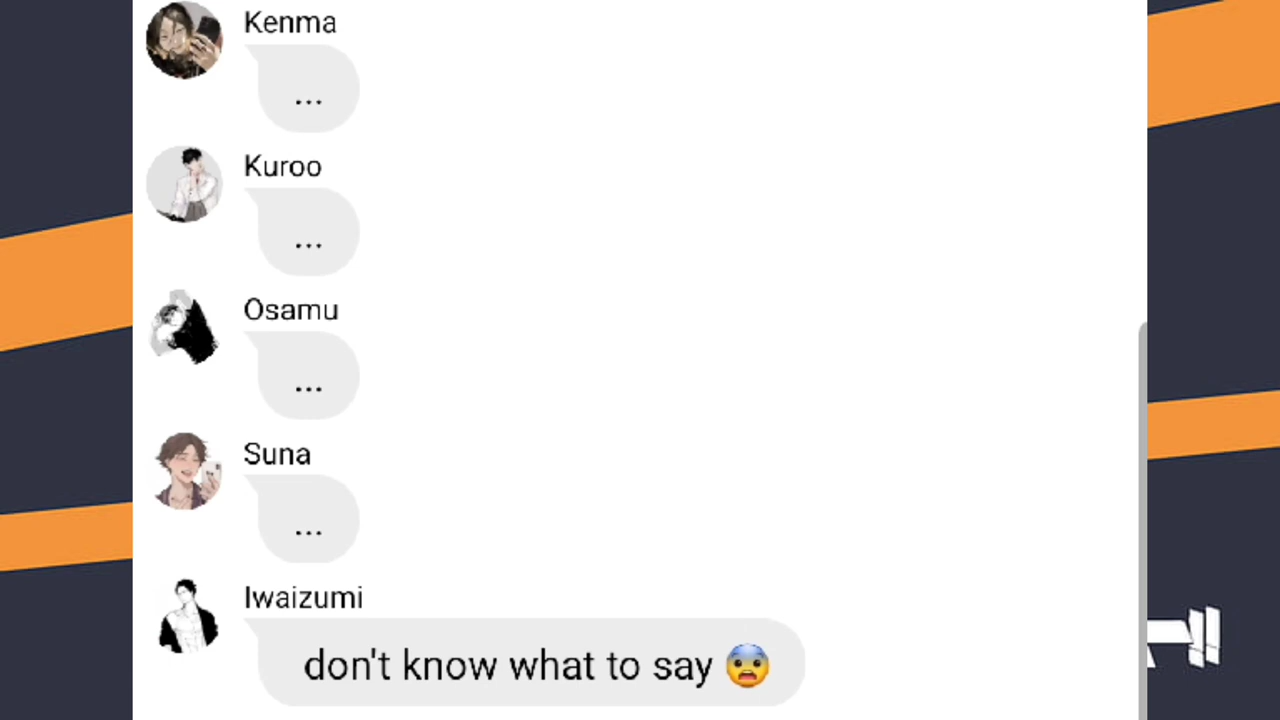 Kenma
...
Kuroo
...
Osamu
...
Suna
...
Iwaizumi
don't know what to say 😨